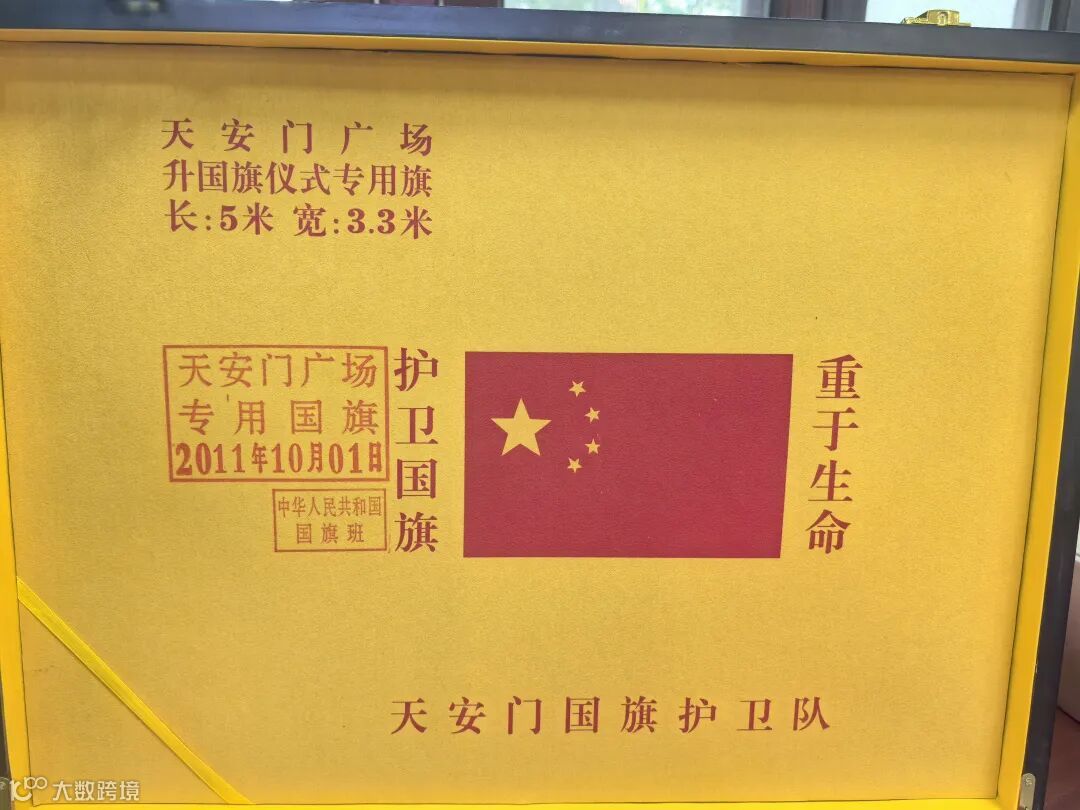 天安门广场
升国旗仪式专用旗
长:5米 宽:3.3米
天安门广场
专用国旗
2011年10月01日
中华人民共和国
国旗班
护卫国旗
重于生命
天安门国旗护卫队
大数跨境